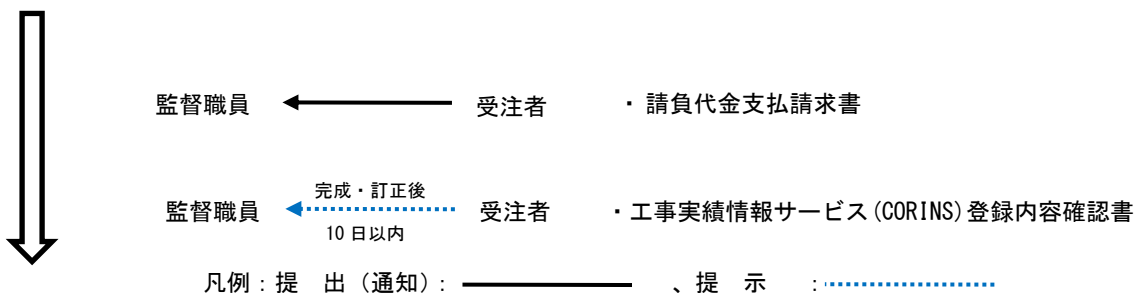 監督職員 受注者 ・請負代金支払請求書
完成・訂正後
監督職員 受注者 ・工事実績情報サービス(CORINS)登録内容確認書
10日以内
凡例:提 出(通知): 、提 示 :